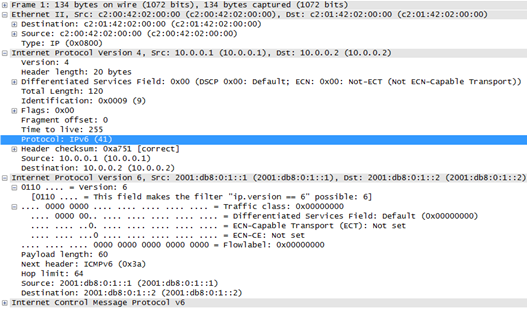 Frame 1: 134 bytes on wire (1072 bits), 134 bytes captured (1072 bits)
Ethernet II, Src: c2:00:42:02:00:00 (c2:00:42:02:00:00), Dst: c2:01:42:02:00:00 (c2:01:42:02:00:00)
Destination: c2:01:42:02:00:00 (c2:01:42:02:00:00)
Source: c2:00:42:02:00:00 (c2:00:42:02:00:00)
Type: IP (0x0800)
Internet Protocol Version 4, Src: 10.0.0.1 (10.0.0.1), Dst: 10.0.0.2 (10.0.0.2)
Version: 4
Header length: 20 bytes
Differentiated Services Field: 0x00 (DSCP 0x00: Default; ECN: 0x00: Not-ECT (Not ECN-Capable Transport))
Total Length: 120
Identification: 0x0009 (9)
Flags: 0x00
Fragment offset: 0
Time to live: 255
Protocol: IPv6 (41)
Header checksum: 0xa751 [correct]
Source: 10.0.0.1 (10.0.0.1)
Destination: 10.0.0.2 (10.0.0.2)
Internet Protocol Version 6, Src: 2001:db8:0:1::1 (2001:db8:0:1::1), Dst: 2001:db8:0:1::2 (2001:db8:0:1::2)
0110 .... = Version: 6
[0110 .... = This field makes the filter "ip.version == 6" possible: 6]
.... 0000 0000 .... .... .... .... .... = Traffic class: 0x00000000
.... 0000 00.. .... .... .... .... .... = Differentiated Services Field: Default (0x00000000)
.... .... ..0. .... .... .... .... .... = ECN-Capable Transport (ECT): Not set
.... .... ...0 .... .... .... .... .... = ECN-CE: Not set
.... .... .... 0000 0000 0000 0000 0000 = Flowlabel: 0x00000000
Payload length: 60
Next header: ICMPv6 (0x3a)
Hop limit: 64
Source: 2001:db8:0:1::1 (2001:db8:0:1::1)
Destination: 2001:db8:0:1::2 (2001:db8:0:1::2)
Internet Control Message Protocol v6